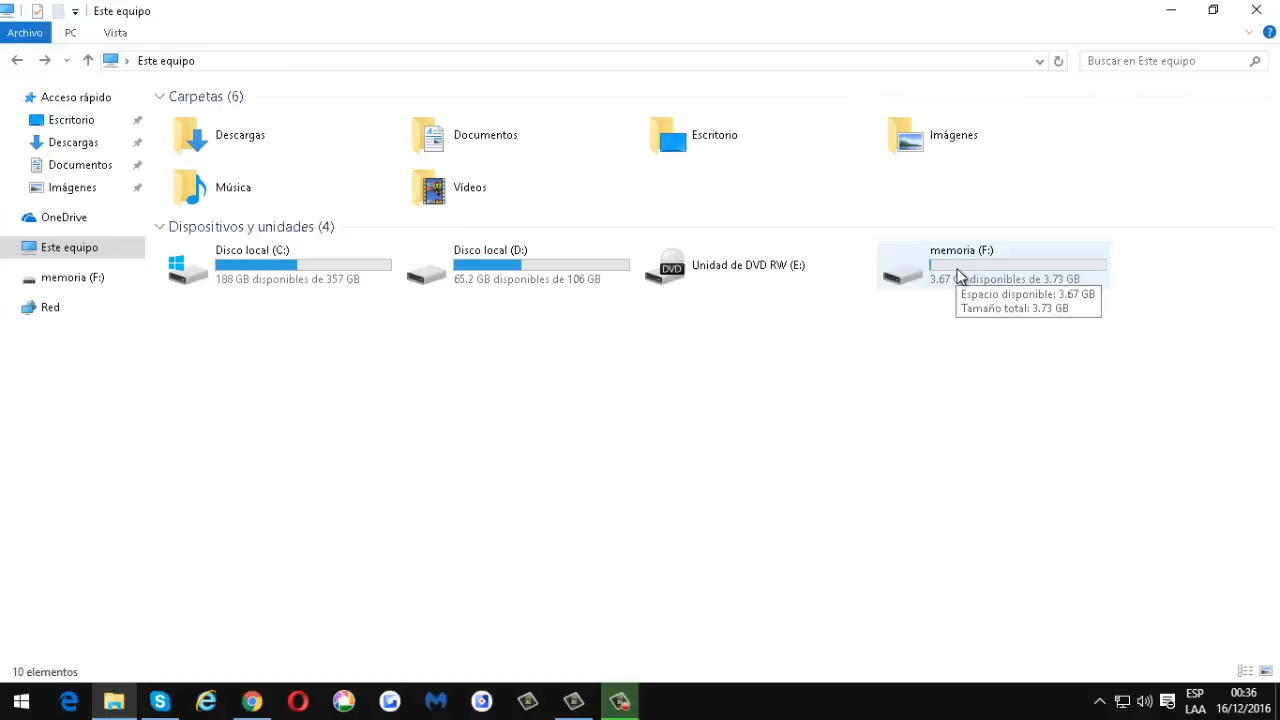 Este equipo
Archivo PC Vista
Este equipo
Buscar en Este equipo
Acceso rápido
Escritorio
Descargas
Documentos
Imágenes
OneDrive
Este equipo
memoria (F:)
Red
Carpetas (6)
Descargas
Documentos
Escritorio
Imágenes
Música
Vídeos
Dispositivos y unidades (4)
Disco local (C:)
188 GB disponibles de 357 GB
Disco local (D:)
65.2 GB disponibles de 106 GB
DVD
Unidad de DVD RW (E:)
memoria (F:)
3.67 disponibles de 3.73 GB
Espacio disponible: 3.67 GB
Tamaño total: 3.73 GB
10 elementos
ESP
LAA
00:36
16/12/2016